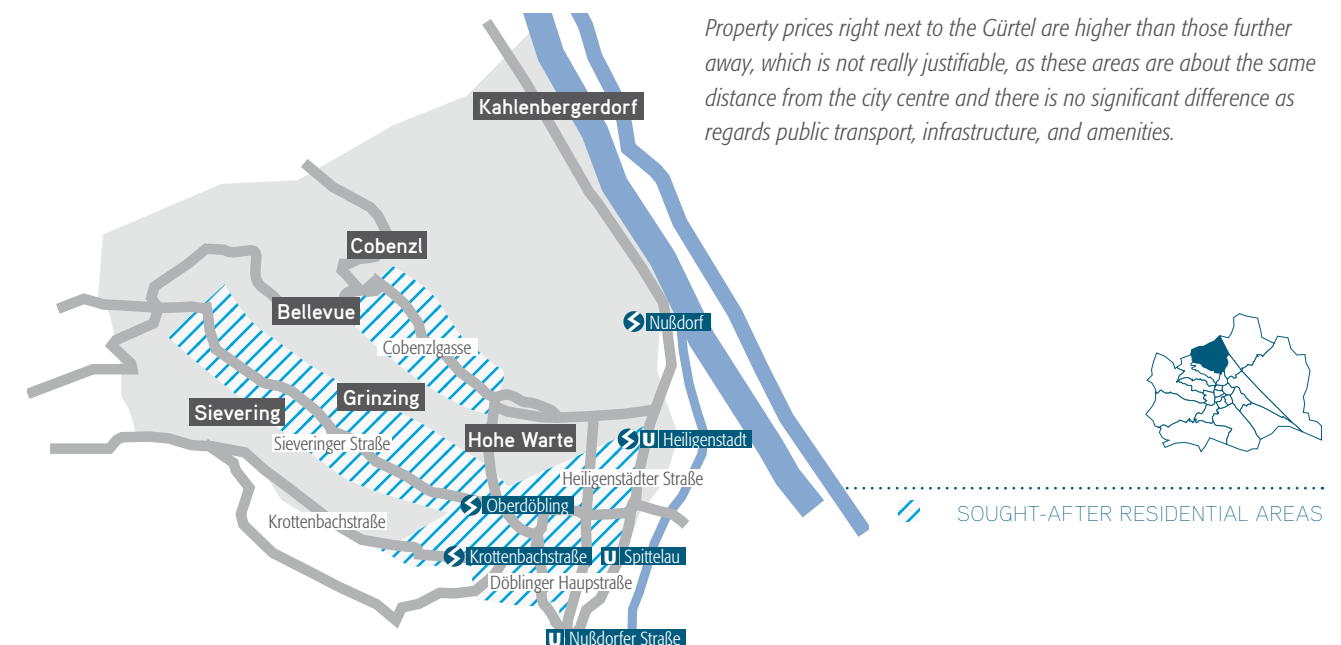 Property prices right next to the Gürtel are higher than those further
away, which is not really justifiable, as these areas are about the same
distance from the city centre and there is no significant difference as
regards public transport, infrastructure, and amenities.
Kahlenbergerdorf
Cobenzl
Bellevue
Nußdorf
Cobenzlgasse
Grinzing
Sievering
Sieveringer Straße
Hohe Warte
U Heiligenstadt
Heiligenstädter Straße
Oberdöbling
Krottenbachstraße
Krottenbachstraße
U Spittelau
Döblinger Haupstraße
U Nußdorfer Straße
SOUGHT-AFTER RESIDENTIAL AREAS